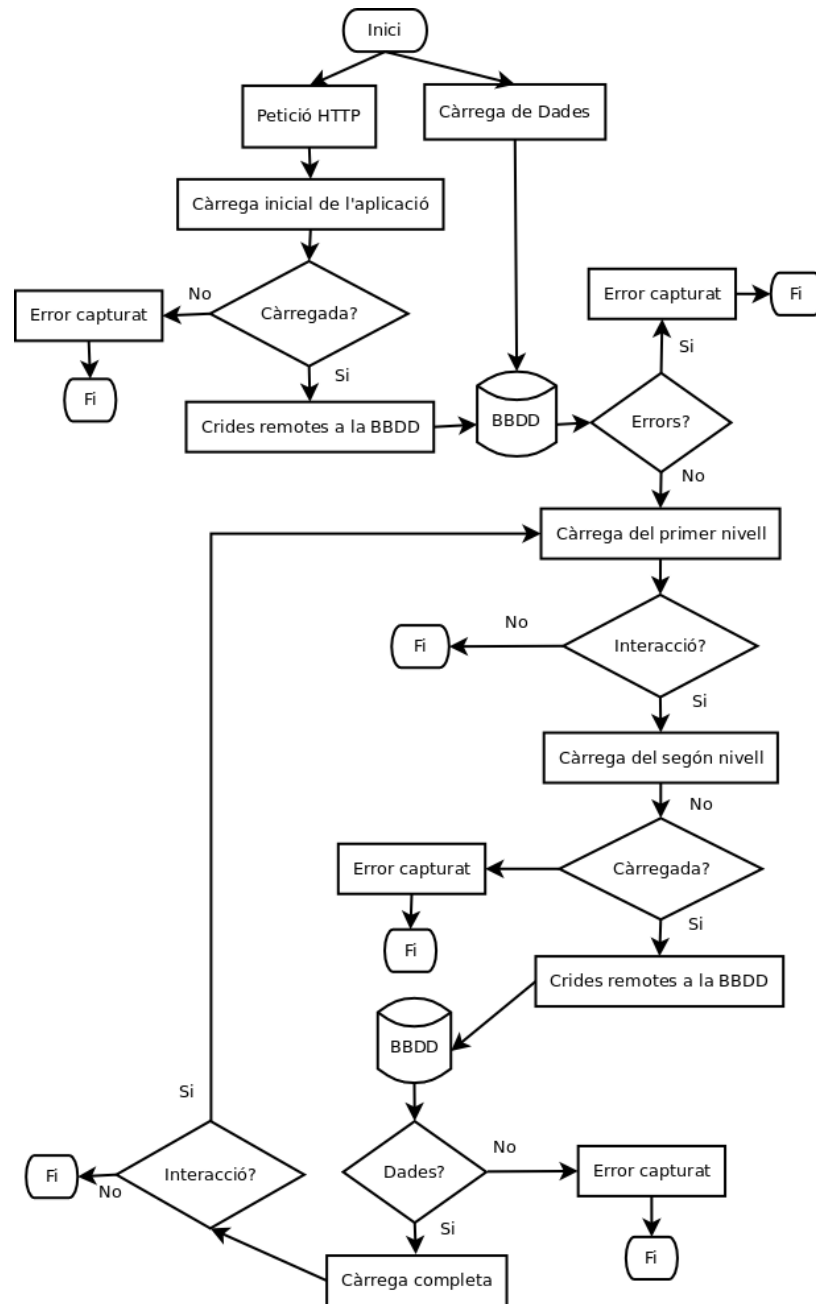 Inici
Petició HTTP
Càrrega de Dades
Càrrega inicial de l'aplicació
Error capturat
Fi
No
Error capturat
Càrregada?
Si
Fi
Si
Crides remotes a la BBDD
BBDD
Errors?
No
Càrrega del primer nivell
No
Fi
Interacció?
Si
Càrrega del segón nivell
No
Error capturat
Càrregada?
Si
Fi
Crides remotes a la BBDD
BBDD
Si
No
Fi
Interacció?
Dades?
Error capturat
No
Si
Fi
Càrrega completa